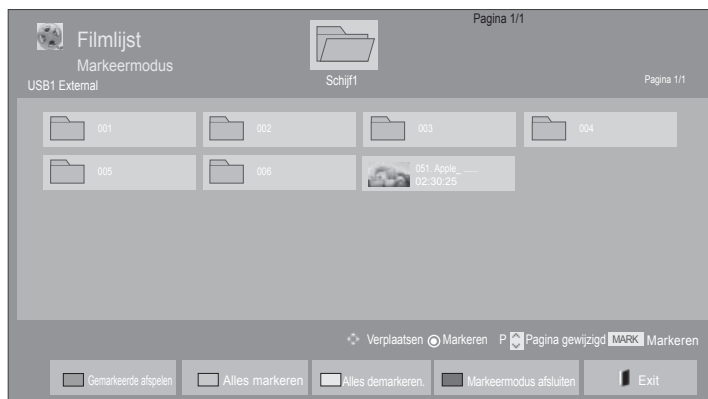 Pagina 1/1
Filmlijst
Markeermodus
USB1 External
Schijf1
Pagina 1/1
001
002
003
004
005
006
051. Apple_ ......
02:30:25
Verplaatsen Markeren P Pagina gewijzigd MARK Markeren
Gemarkeerde afspelen
Alles markeren
Alles demarkeren.
Markeermodus afsluiten
Exit